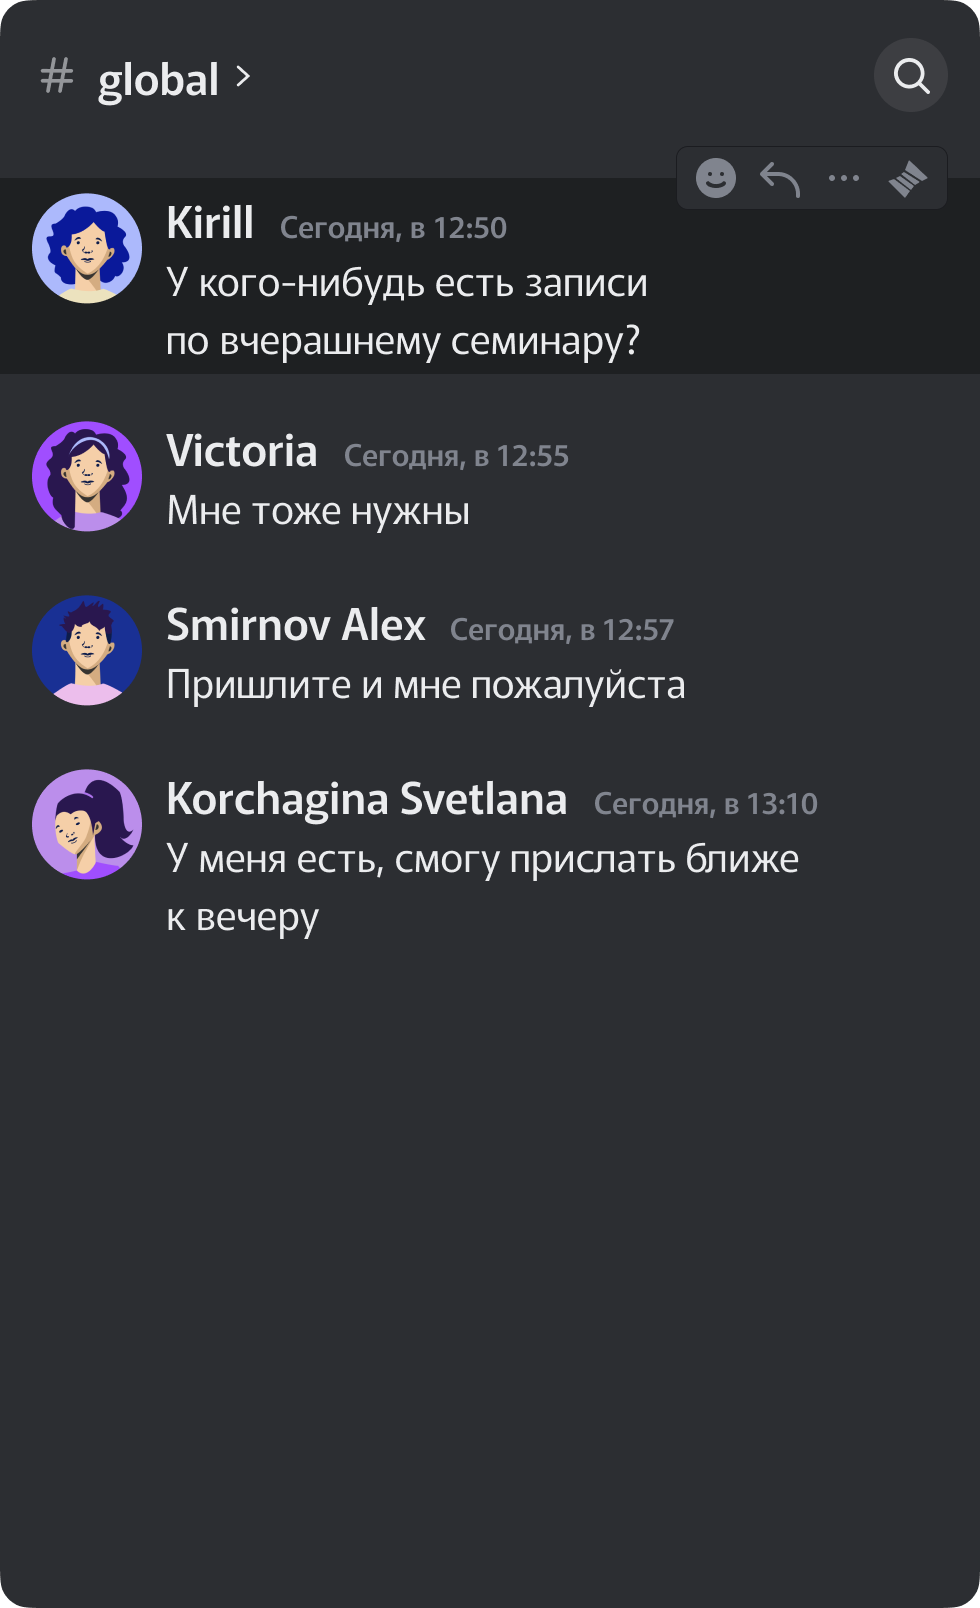 # global >
Kirill Сегодня, в 12:50
У кого-нибудь есть записи
по вчерашнему семинару?
Victoria Сегодня, в 12:55
Мне тоже нужны
Smirnov Alex Сегодня, в 12:57
Пришлите и мне пожалуйста
Korchagina Svetlana Сегодня, в 13:10
У меня есть, смогу прислать ближе
к вечеру